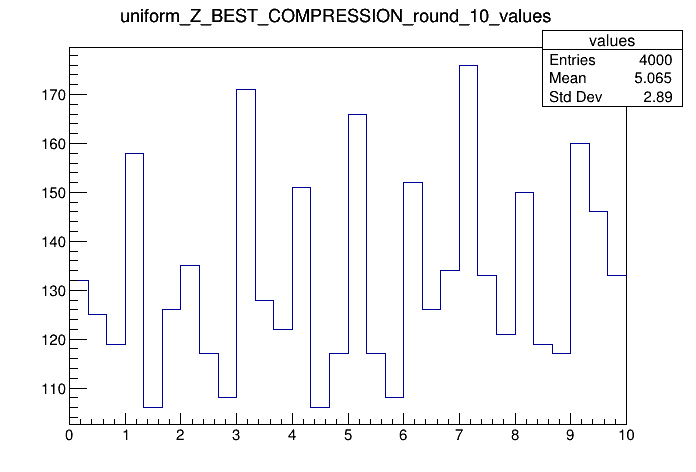 uniform_Z_BEST_COMPRESSION_round_10_values
values
Entries 4000
Mean 5.065
Std Dev 2.89
170
160
150
140
130
120
110
0 1 2 3 4 5 6 7 8 9 10